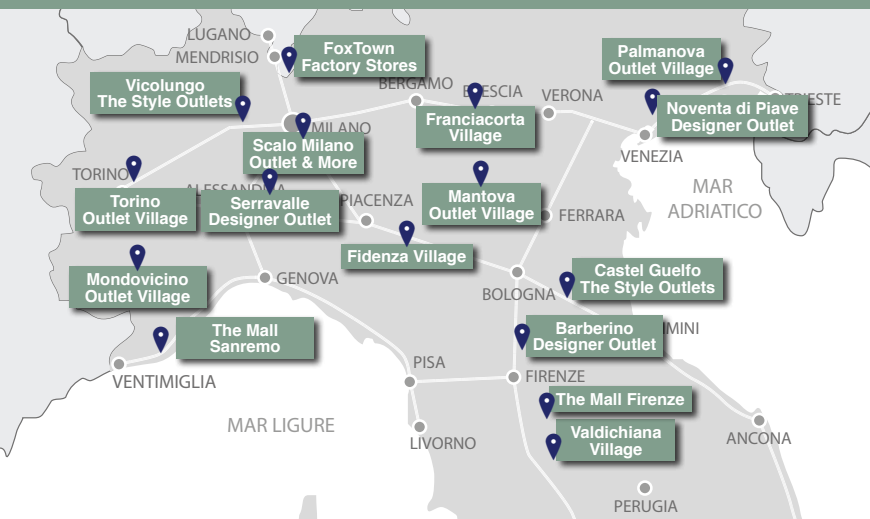 LUGANO
MENDRISIO
FoxTown
Factory Stores
Palmanova
Outlet Village
Vicolungo
The Style Outlets
BERGAMO
BRESCIA
VERONA
TRIESTE
Noventa di Piave
Designer Outlet
Franciacorta
Village
MILANO
Scalo Milano
Outlet & More
VENEZIA
TORINO
ALESSANDRIA
MAR
ADRIATICO
Torino
Outlet Village
Serravalle
Designer Outlet
PIACENZA
Mantova
Outlet Village
FERRARA
Fidenza Village
Mondovicino
Outlet Village
GENOVA
Castel Guelfo
The Style Outlets
BOLOGNA
The Mall
Sanremo
Barberino
Designer Outlet
IMINI
PISA
VENTIMIGLIA
FIRENZE
The Mall Firenze
MAR LIGURE
LIVORNO
Valdichiana
Village
ANCONA
PERUGIA